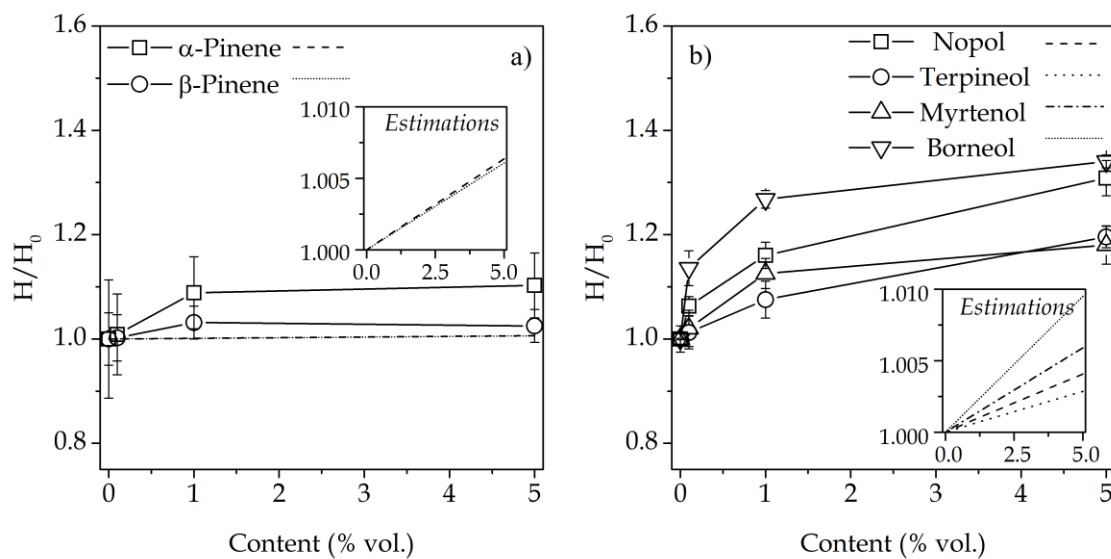 1.6
1.4
1.2
1.0
0.8
H/H0
α-Pinene
β-Pinene
a)
1.010
1.005
1.000
Estimations
0.0 2.5 5.0
0 1 2 3 4 5
Content (% vol.)
1.6
1.4
1.2
1.0
0.8
H/H0
b)
Nopol
Terpineol
Myrtenol
Borneol
1.010
1.005
1.000
Estimations
0.0 2.5 5.0
0 1 2 3 4 5
Content (% vol.)